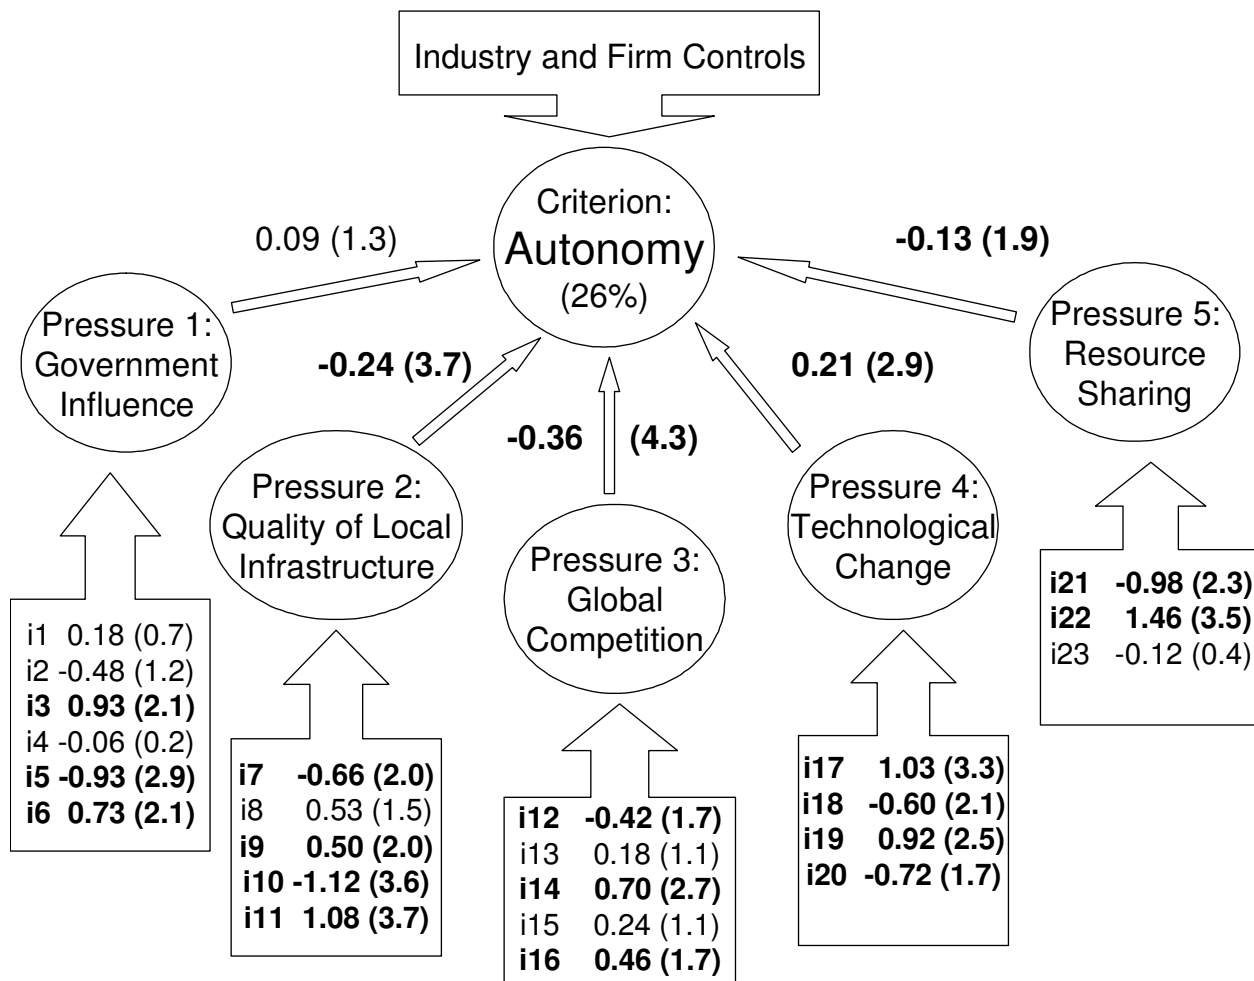 Industry and Firm Controls
Criterion:
Autonomy
(26%)
0.09 (1.3)
-0.24 (3.7)
-0.36 (4.3)
0.21 (2.9)
-0.13 (1.9)
Pressure 1:
Government
Influence
i1 0.18 (0.7)
i2 -0.48 (1.2)
i3 0.93 (2.1)
i4 -0.06 (0.2)
i5 -0.93 (2.9)
i6 0.73 (2.1)
Pressure 2:
Quality of Local
Infrastructure
i7 -0.66 (2.0)
i8 0.53 (1.5)
i9 0.50 (2.0)
i10 -1.12 (3.6)
i11 1.08 (3.7)
Pressure 3:
Global
Competition
i12 -0.42 (1.7)
i13 0.18 (1.1)
i14 0.70 (2.7)
i15 0.24 (1.1)
i16 0.46 (1.7)
Pressure 4:
Technological
Change
i17 1.03 (3.3)
i18 -0.60 (2.1)
i19 0.92 (2.5)
i20 -0.72 (1.7)
Pressure 5:
Resource
Sharing
i21 -0.98 (2.3)
i22 1.46 (3.5)
i23 -0.12 (0.4)